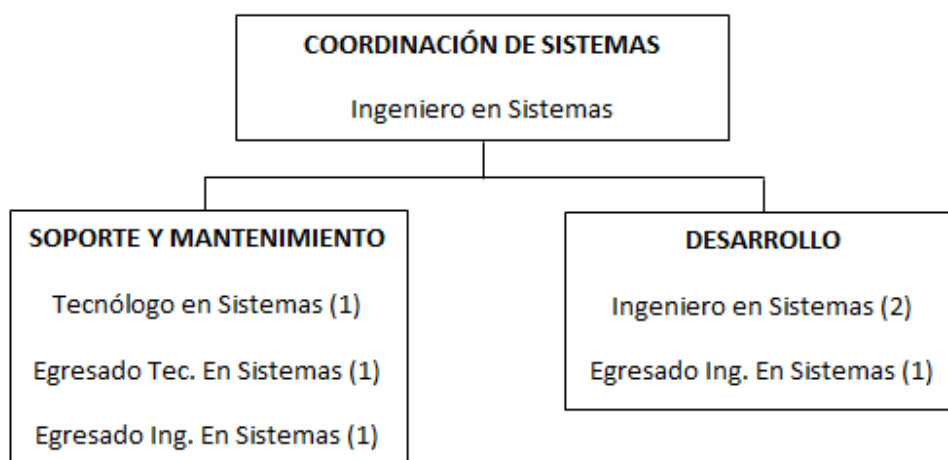 COORDINACIÓN DE SISTEMAS
Ingeniero en Sistemas
SOPORTE Y MANTENIMIENTO
Tecnólogo en Sistemas (1)
Egresado Tec. En Sistemas (1)
Egresado Ing. En Sistemas (1)
DESARROLLO
Ingeniero en Sistemas (2)
Egresado Ing. En Sistemas (1)